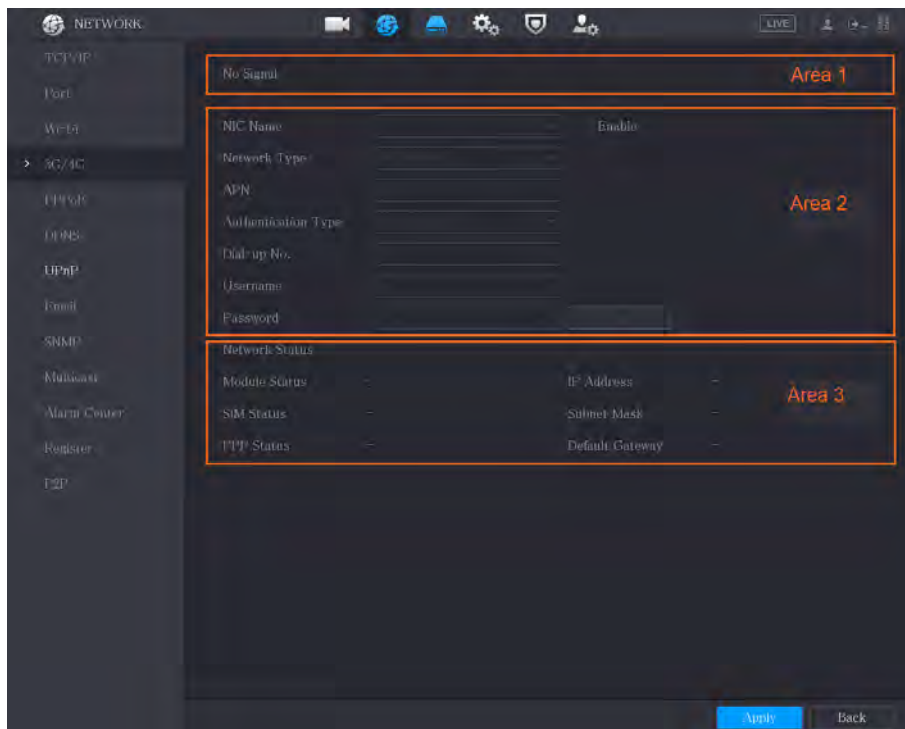 NETWORK
LIVE
TCP/IP
Port
Wi-Fi
3G/4G
PPPoE
DDNS
UPnP
Email
SNMP
Multicast
Alarm Center
Register
P2P
No Signal
Area 1
NIC Name
Enable
Network Type
APN
Authentication Type
Dial-up No.
Username
Password
Area 2
Network Status
Module Status - IP Address -
SIM Status - Subnet Mask -
PPP Status - Default Gateway -
Area 3
Apply Back